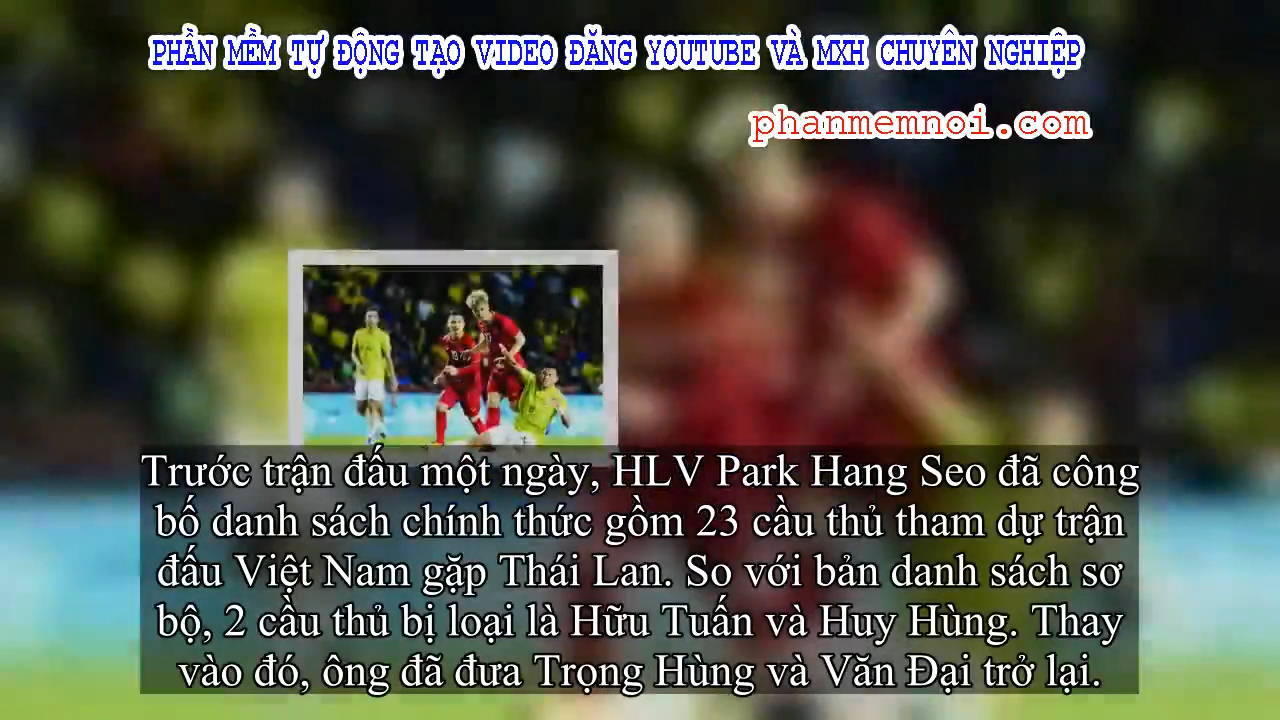 PHẦN MỀM TỰ ĐỘNG TẠO VIDEO ĐĂNG YOUTUBE VÀ MXH CHUYÊN NGHIỆP
phanmemnoi.com
Trước trận đấu một ngày, HLV Park Hang Seo đã công
bố danh sách chính thức gồm 23 cầu thủ tham dự trận
đấu Việt Nam gặp Thái Lan. So với bản danh sách sơ
bộ, 2 cầu thủ bị loại là Hữu Tuấn và Huy Hùng. Thay
vào đó, ông đã đưa Trọng Hùng và Văn Đại trở lại.